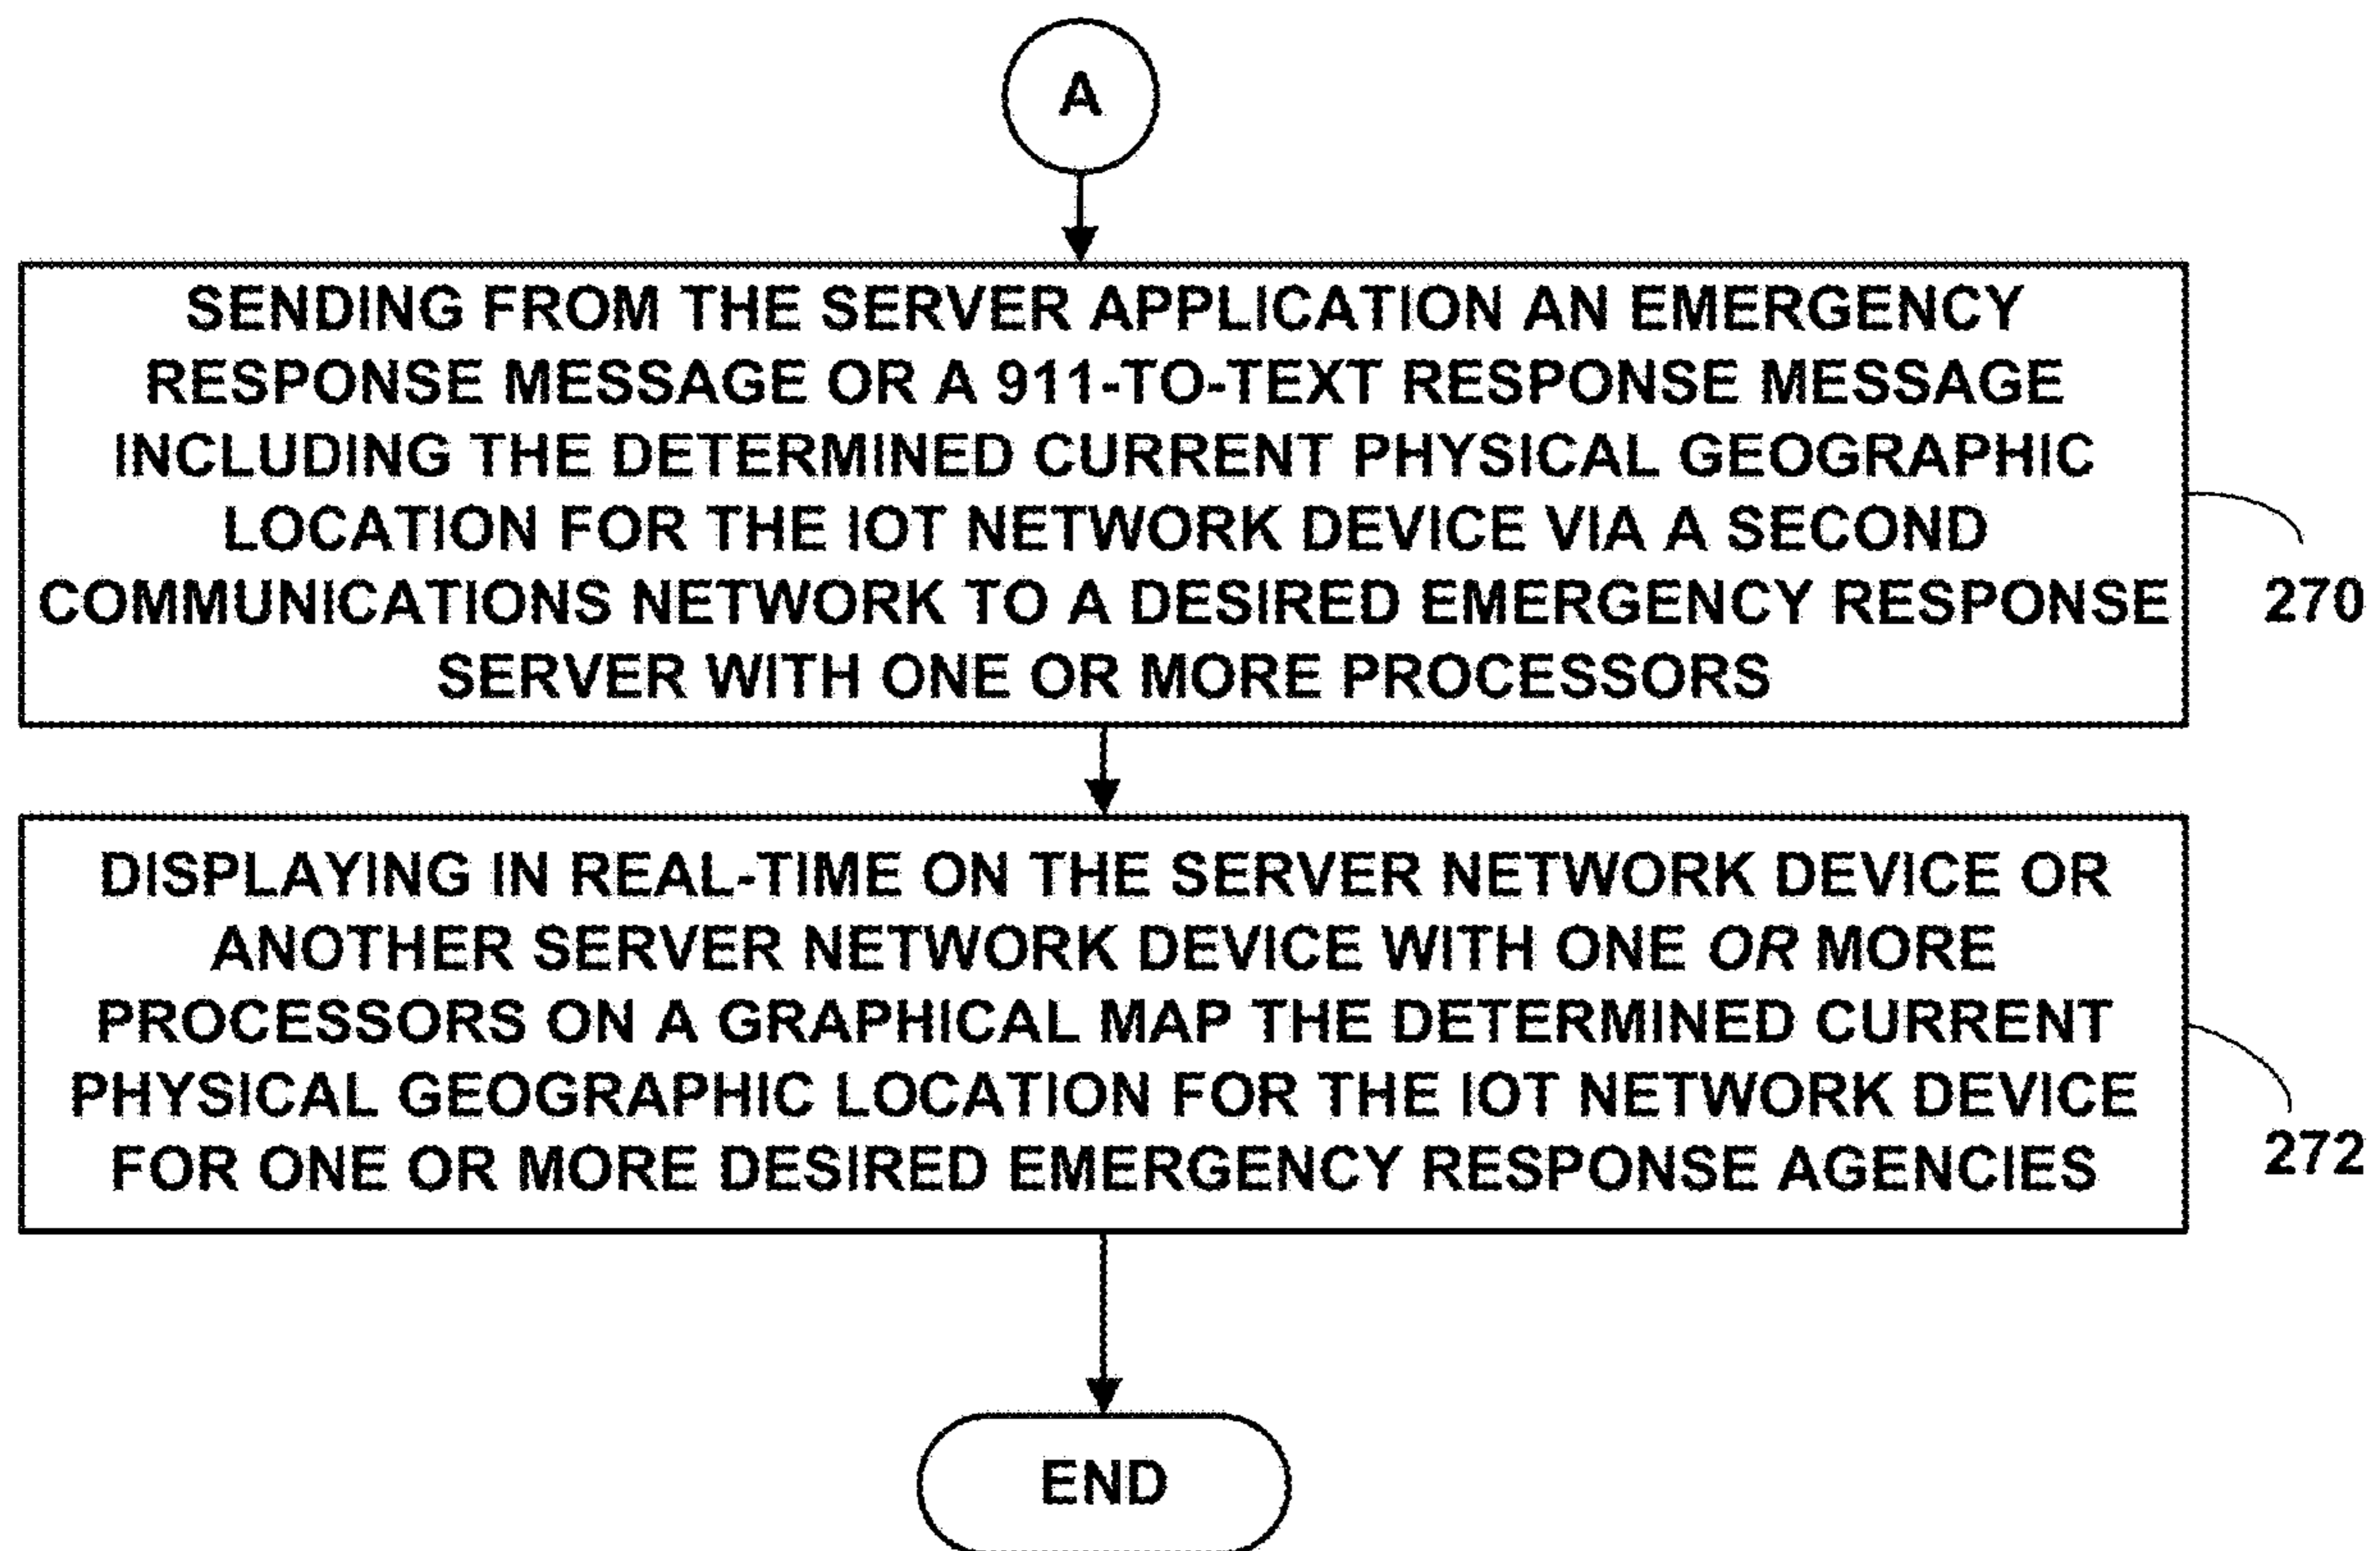 A
SENDING FROM THE SERVER APPLICATION AN EMERGENCY
RESPONSE MESSAGE OR A 911-TO-TEXT RESPONSE MESSAGE
INCLUDING THE DETERMINED CURRENT PHYSICAL GEOGRAPHIC
LOCATION FOR THE IOT NETWORK DEVICE VIA A SECOND
COMMUNICATIONS NETWORK TO A DESIRED EMERGENCY RESPONSE
SERVER WITH ONE OR MORE PROCESSORS
270
DISPLAYING IN REAL-TIME ON THE SERVER NETWORK DEVICE OR
ANOTHER SERVER NETWORK DEVICE WITH ONE OR MORE
PROCESSORS ON A GRAPHICAL MAP THE DETERMINED CURRENT
PHYSICAL GEOGRAPHIC LOCATION FOR THE IOT NETWORK DEVICE
FOR ONE OR MORE DESIRED EMERGENCY RESPONSE AGENCIES
272
END